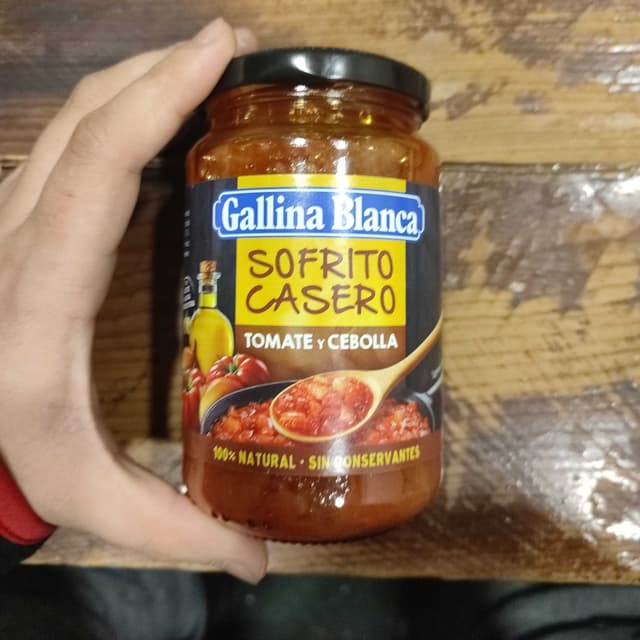 Gallina Blanca
SOFRITO
CASERO
TOMATE Y CEBOLLA
100% NATURAL · SIN CONSERVANTES